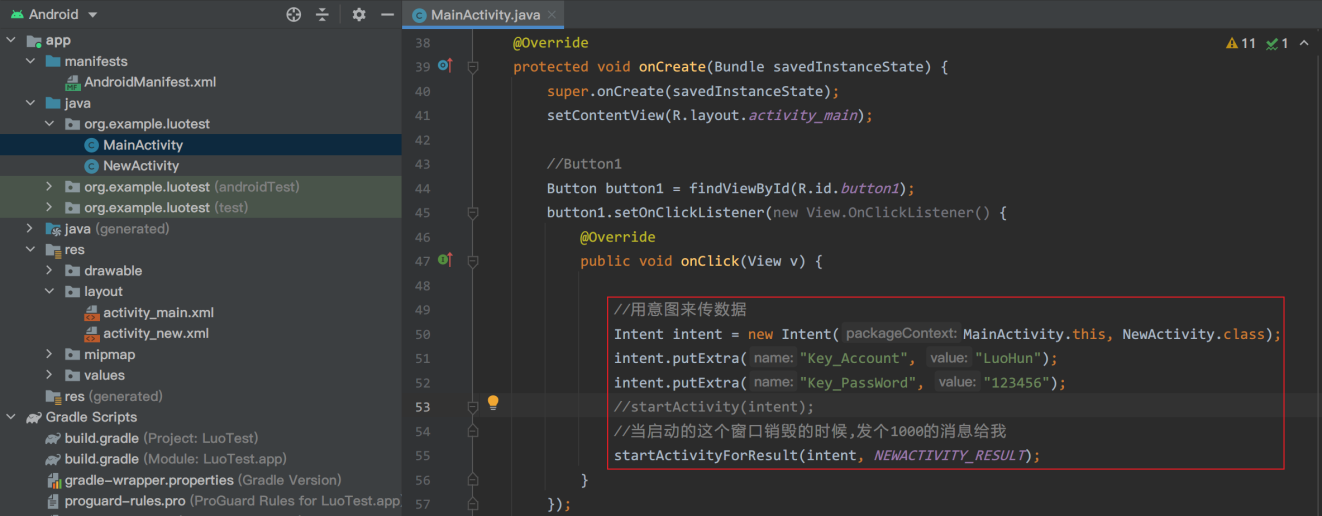 Android
app
manifests
AndroidManifest.xml
java
org.example.luotest
MainActivity
NewActivity
org.example.luotest (androidTest)
org.example.luotest (test)
java (generated)
res
drawable
layout
activity_main.xml
activity_new.xml
mipmap
values
res (generated)
Gradle Scripts
build.gradle (Project: LuoTest)
build.gradle (Module: LuoTest.app)
gradle-wrapper.properties (Gradle Version)
proguard-rules.pro (ProGuard Rules for LuoTest.app
MainActivity.java
11 1
38 @Override
39 protected void onCreate(Bundle savedInstanceState) {
40 super.onCreate(savedInstanceState);
41 setContentView(R.layout.activity_main);
42
43 //Button1
44 Button button1 = findViewById(R.id.button1);
45 button1.setOnClickListener(new View.OnClickListener() {
46 @Override
47 public void onClick(View v) {
48
49 //用意图来传数据
50 Intent intent = new Intent( packageContext: MainActivity.this, NewActivity.class);
51 intent.putExtra( name: "Key_Account", value: "LuoHun");
52 intent.putExtra( name: "Key_PassWord", value: "123456");
53 //startActivity(intent);
54 //当启动的这个窗口销毁的时候,发个1000的消息给我
55 startActivityForResult(intent, NEWACTIVITY_RESULT);
56 }
57 });